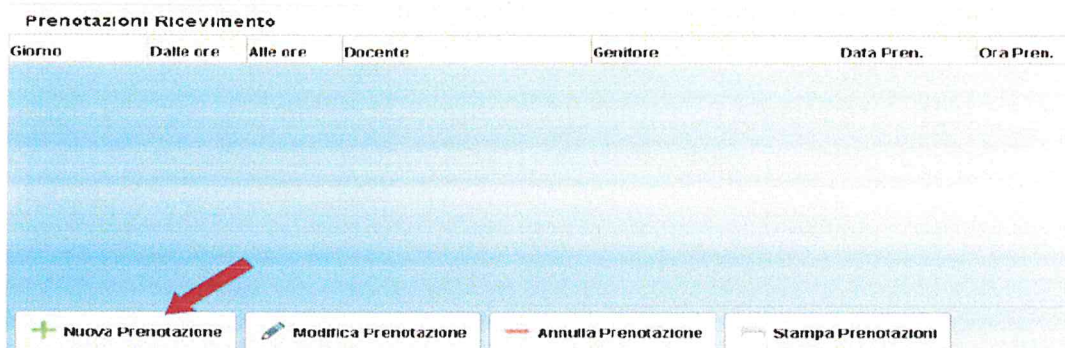 Prenotazioni Ricevimento
Giorno Dalle ore Alle ore Docente Genitore Data Pren. Ora Pren.
Nuova Prenotazione Modifica Prenotazione Annulla Prenotazione Stampa Prenotazioni